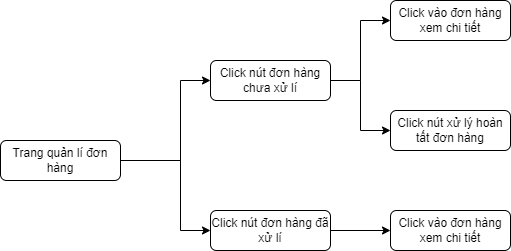 Click vào đơn hàng
xem chi tiết
Click nút đơn hàng
chưa xử lí
Click nút xử lý hoàn
tất đơn hàng
Trang quản lí đơn
hàng
Click nút đơn hàng đã
xử lí
Click vào đơn hàng
xem chi tiết